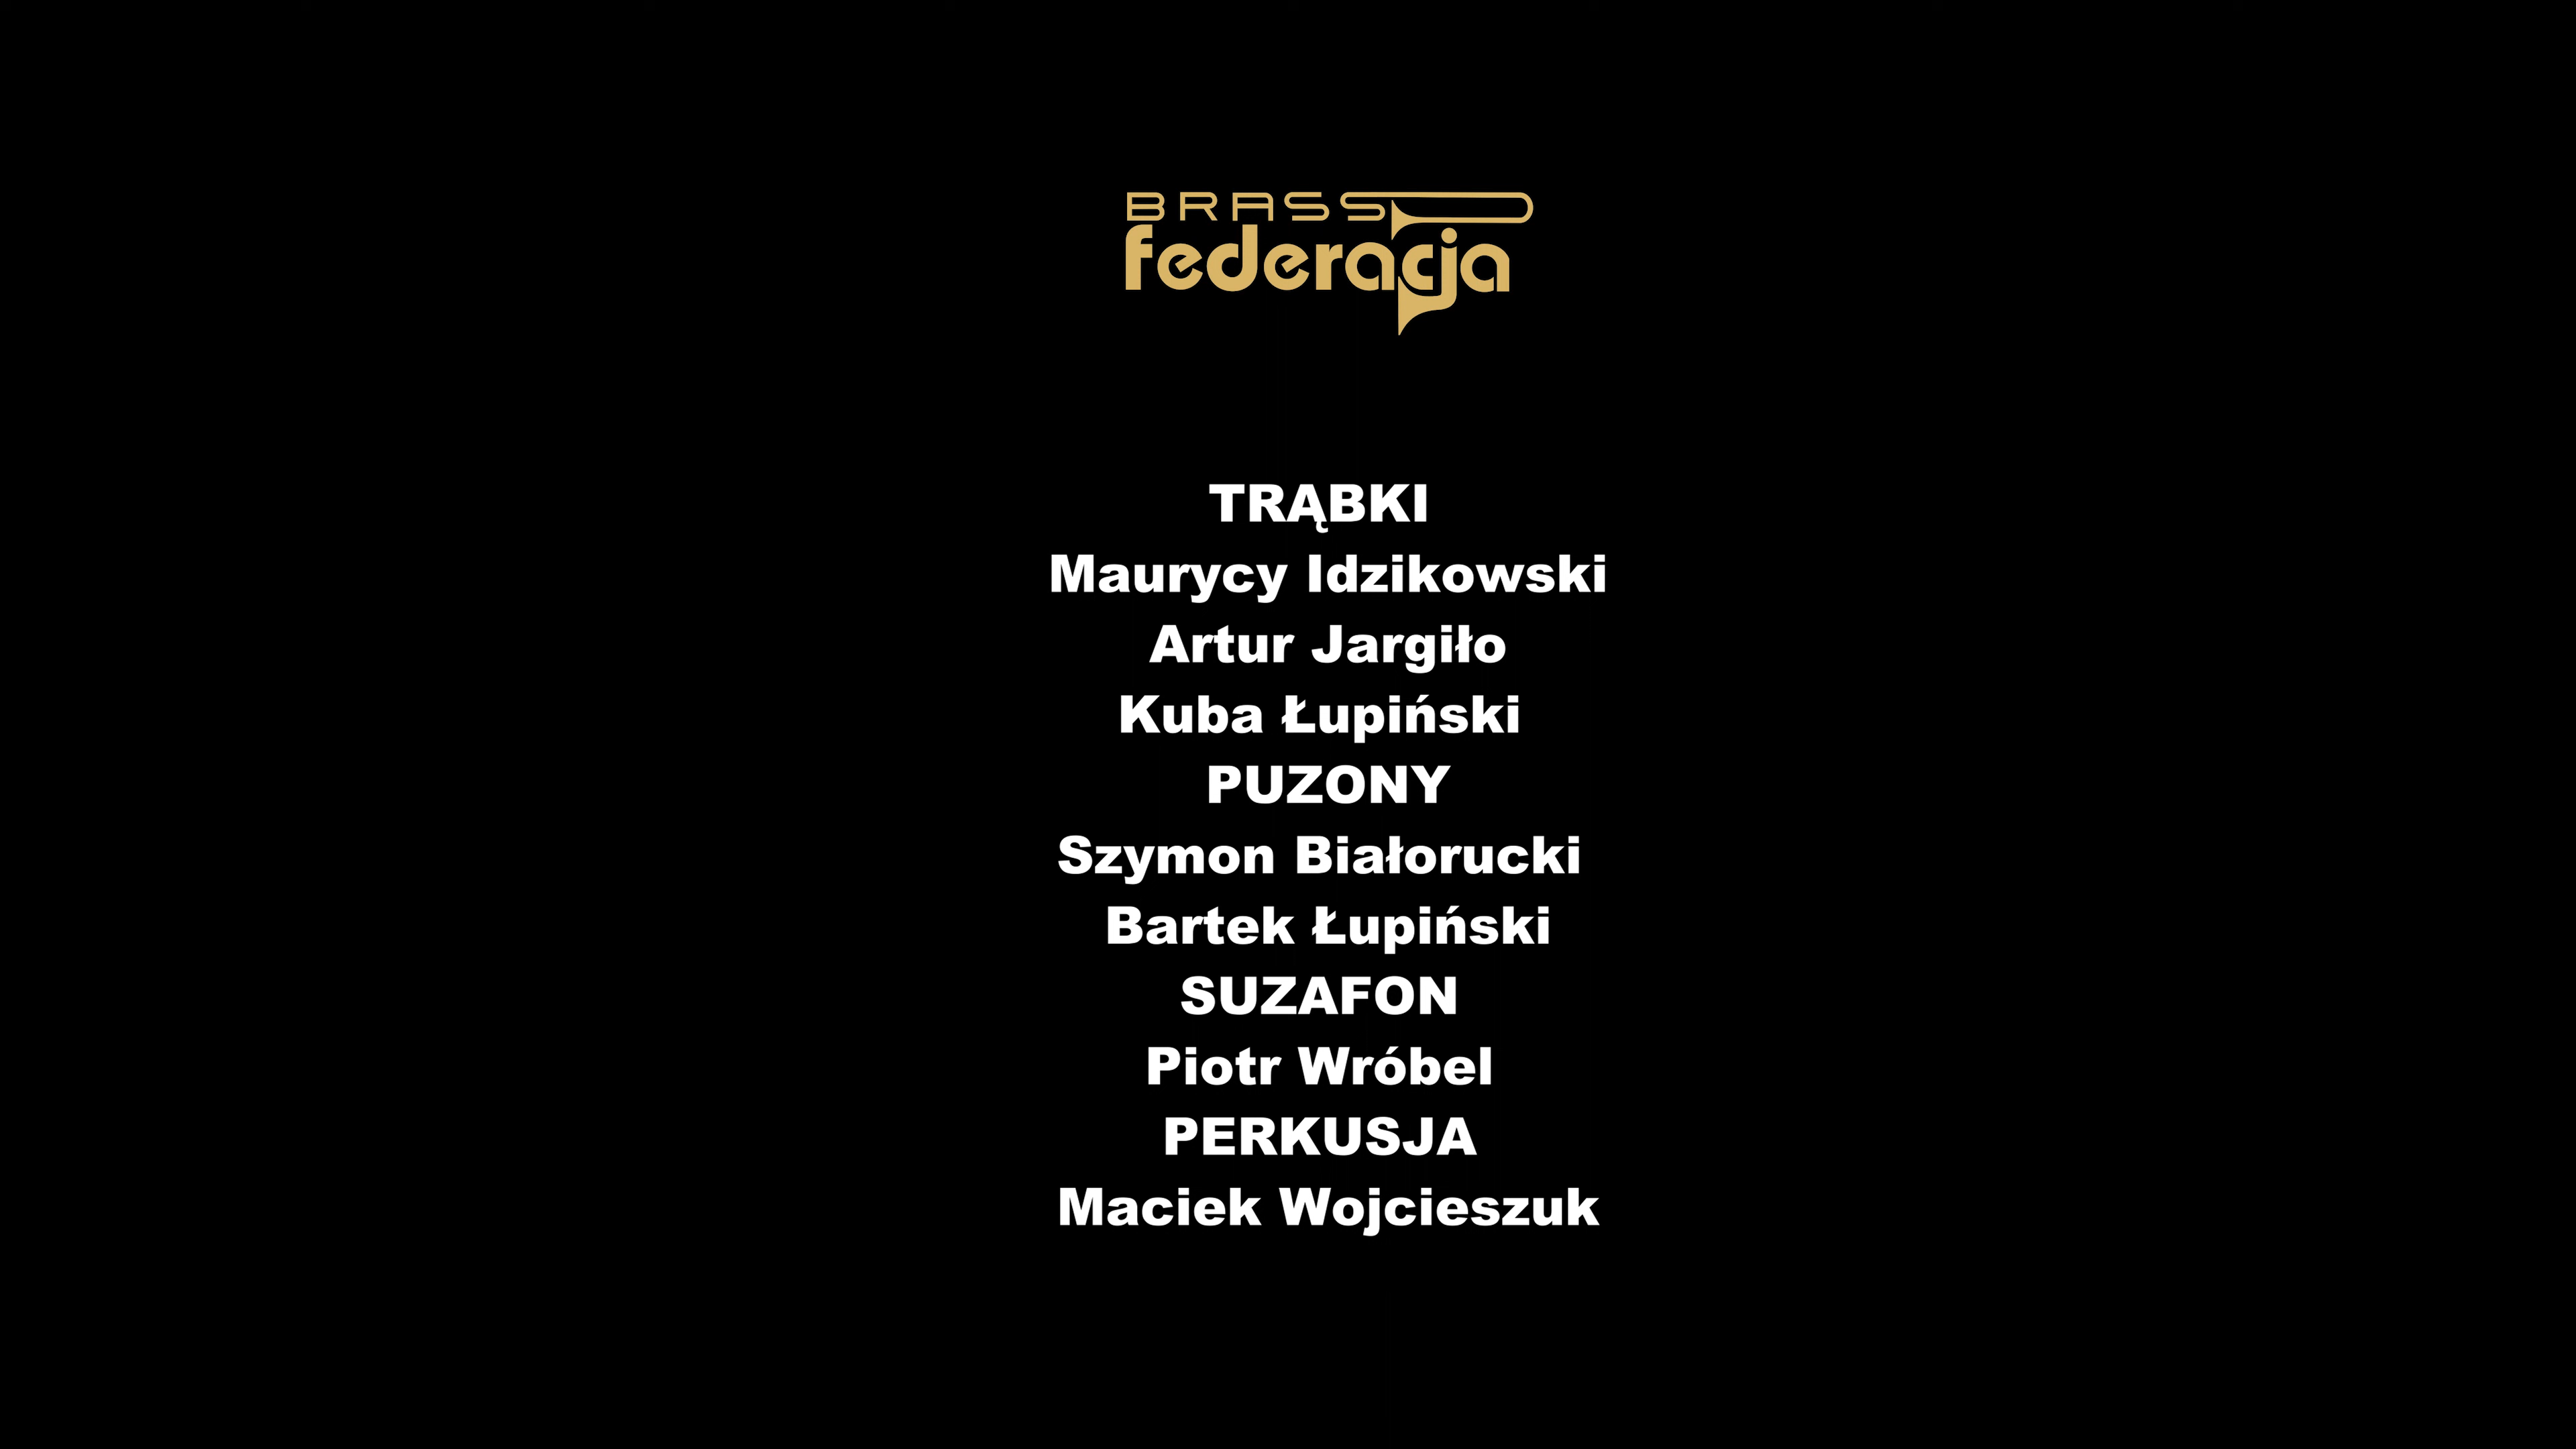 BRASS
federacja
TRĄBKI
Maurycy Idzikowski
Artur Jargiło
Kuba Łupiński
PUZONY
Szymon Białorucki
Bartek Łupiński
SUZAFON
Piotr Wróbel
PERKUSJA
Maciek Wojcieszuk